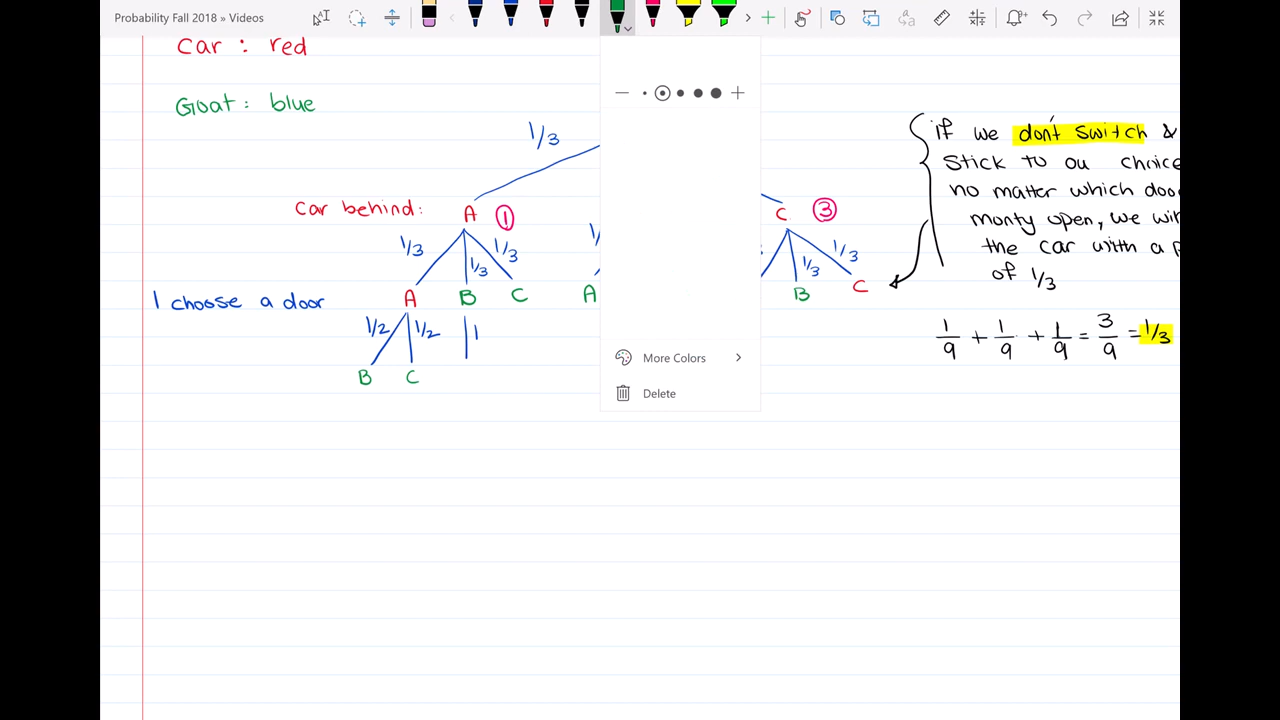 Probability Fall 2018 » Videos
Car : red
Goat : blue
1/3
Car behind: A ① C ③
1/3 1/3 1/3 1/3 1/3
I choose a door A B C A B C
1/2 1/2 1
B C
if we don't switch &
stick to ou choice
no matter which doo
monty open, we wi
the car with a p
of 1/3
1/9 + 1/9 + 1/9 = 3/9 = 1/3
More Colors
Delete